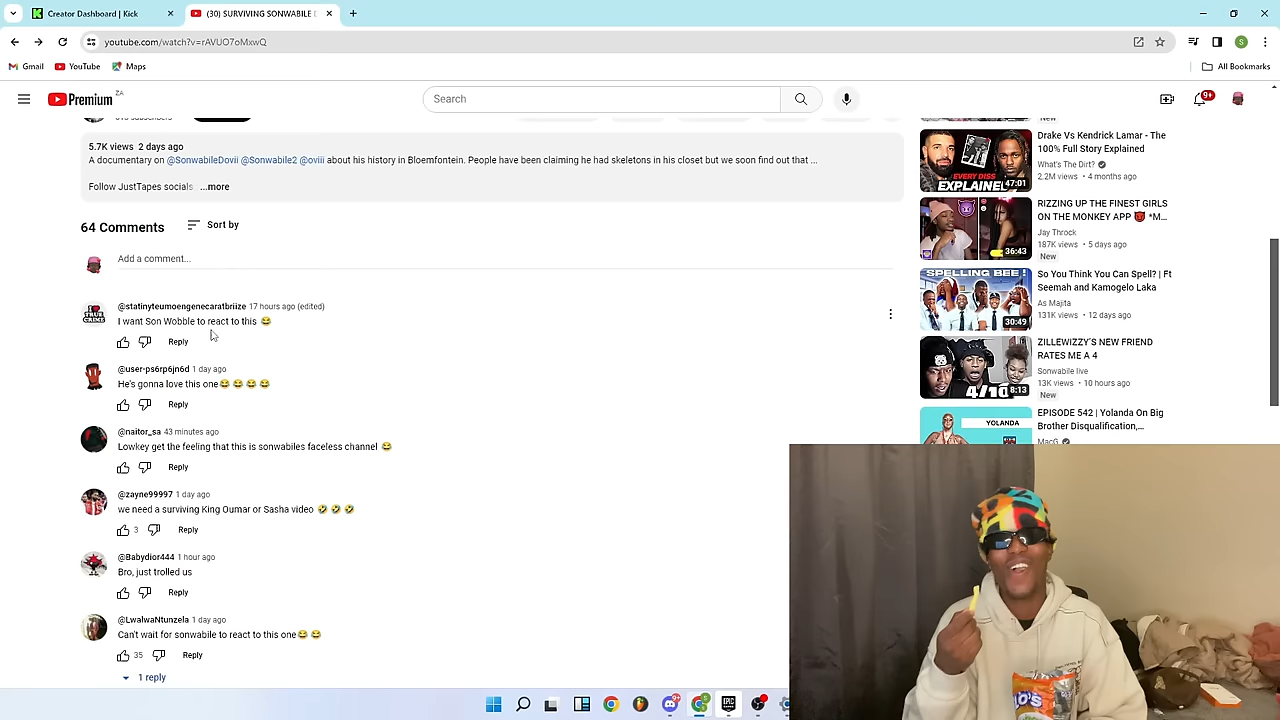 Creator Dashboard | Kick
(30) SURVIVING SONWABILE
youtube.com/watch?v=rAVUO7oMxwQ
S
Gmail
YouTube
Maps
All Bookmarks
Premium
ZA
Search
9+
5.7K views 2 days ago
A documentary on @SonwabileDovii @Sonwabile2 @oviii about his history in Bloemfontein. People have been claiming he had skeletons in his closet but we soon find out that ...
Follow JustTapes socials ...more
64 Comments
Sort by
Add a comment...
@statinyteumoengenecaratbriize 17 hours ago (edited)
I want Son Wobble to react to this 😂
Reply
@user-ps6rp6jn6d 1 day ago
He's gonna love this one😂 😂 😂 😂
Reply
@naitor_sa 43 minutes ago
Lowkey get the feeling that this is sonwabiles faceless channel 😂
Reply
@zayne99997 1 day ago
we need a surviving King Oumar or Sasha video 🤣 🤣 🤣
3 Reply
@Babydior444 1 hour ago
Bro, just trolled us
Reply
@LwalwaNtunzela 1 day ago
Can't wait for sonwabile to react to this one😂 😂
35 Reply
1 reply
New
EVERY DISS
EXPLAINED
47:01
Drake Vs Kendrick Lamar - The
100% Full Story Explained
What's The Dirt?
2.2M views • 4 months ago
36:43
RIZZING UP THE FINEST GIRLS
ON THE MONKEY APP 😈 *M...
Jay Throck
187K views • 5 days ago
New
SPELLING BEE !
30:49
So You Think You Can Spell? | Ft
Seemah and Kamogelo Laka
As Majita
131K views • 12 days ago
4/10
8:13
ZILLEWIZZY'S NEW FRIEND
RATES ME A 4
Sonwabile live
13K views • 10 hours ago
New
YOLANDA
EPISODE 542 | Yolanda On Big
Brother Disqualification,...
MacG
9+
EPIC